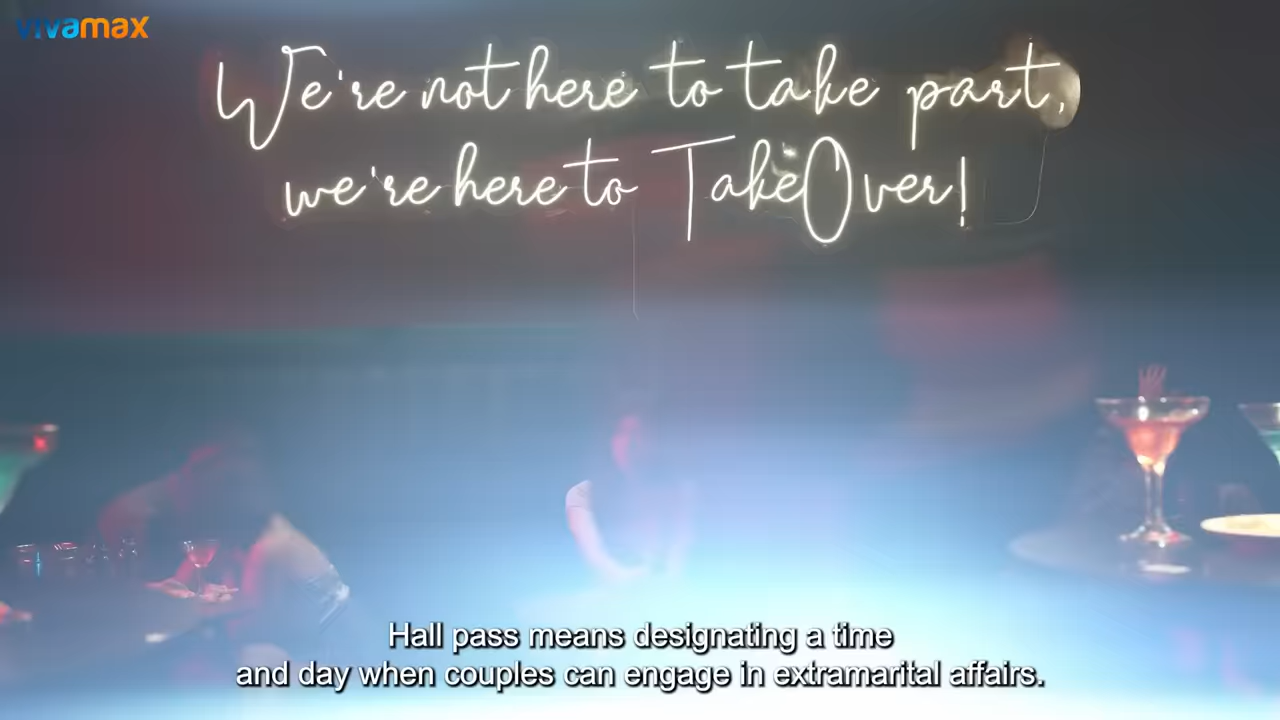 vivamax
We're not here to take part,
we're here to TakeOver!
Hall pass means designating a time
and day when couples can engage in extramarital affairs.